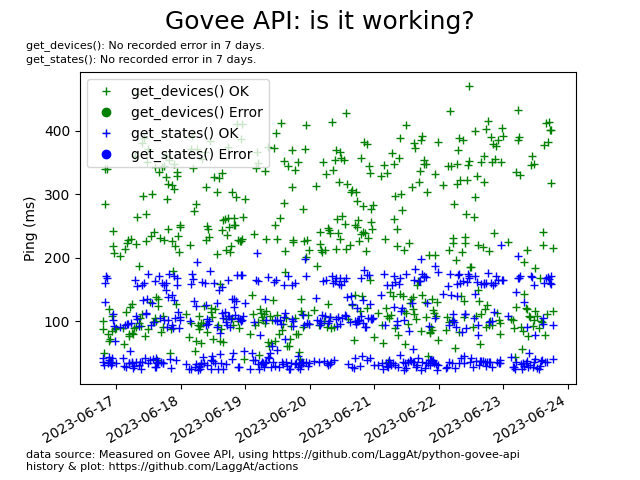 Govee API: is it working?
get_devices(): No recorded error in 7 days.
get_states(): No recorded error in 7 days.
get_devices() OK
get_devices() Error
get_states() OK
get_states() Error
Ping (ms)
400
300
200
100
2023-06-17
2023-06-18
2023-06-19
2023-06-20
2023-06-21
2023-06-22
2023-06-23
2023-06-24
data source: Measured on Govee API, using https://github.com/LaggAt/python-govee-api
history & plot: https://github.com/LaggAt/actions